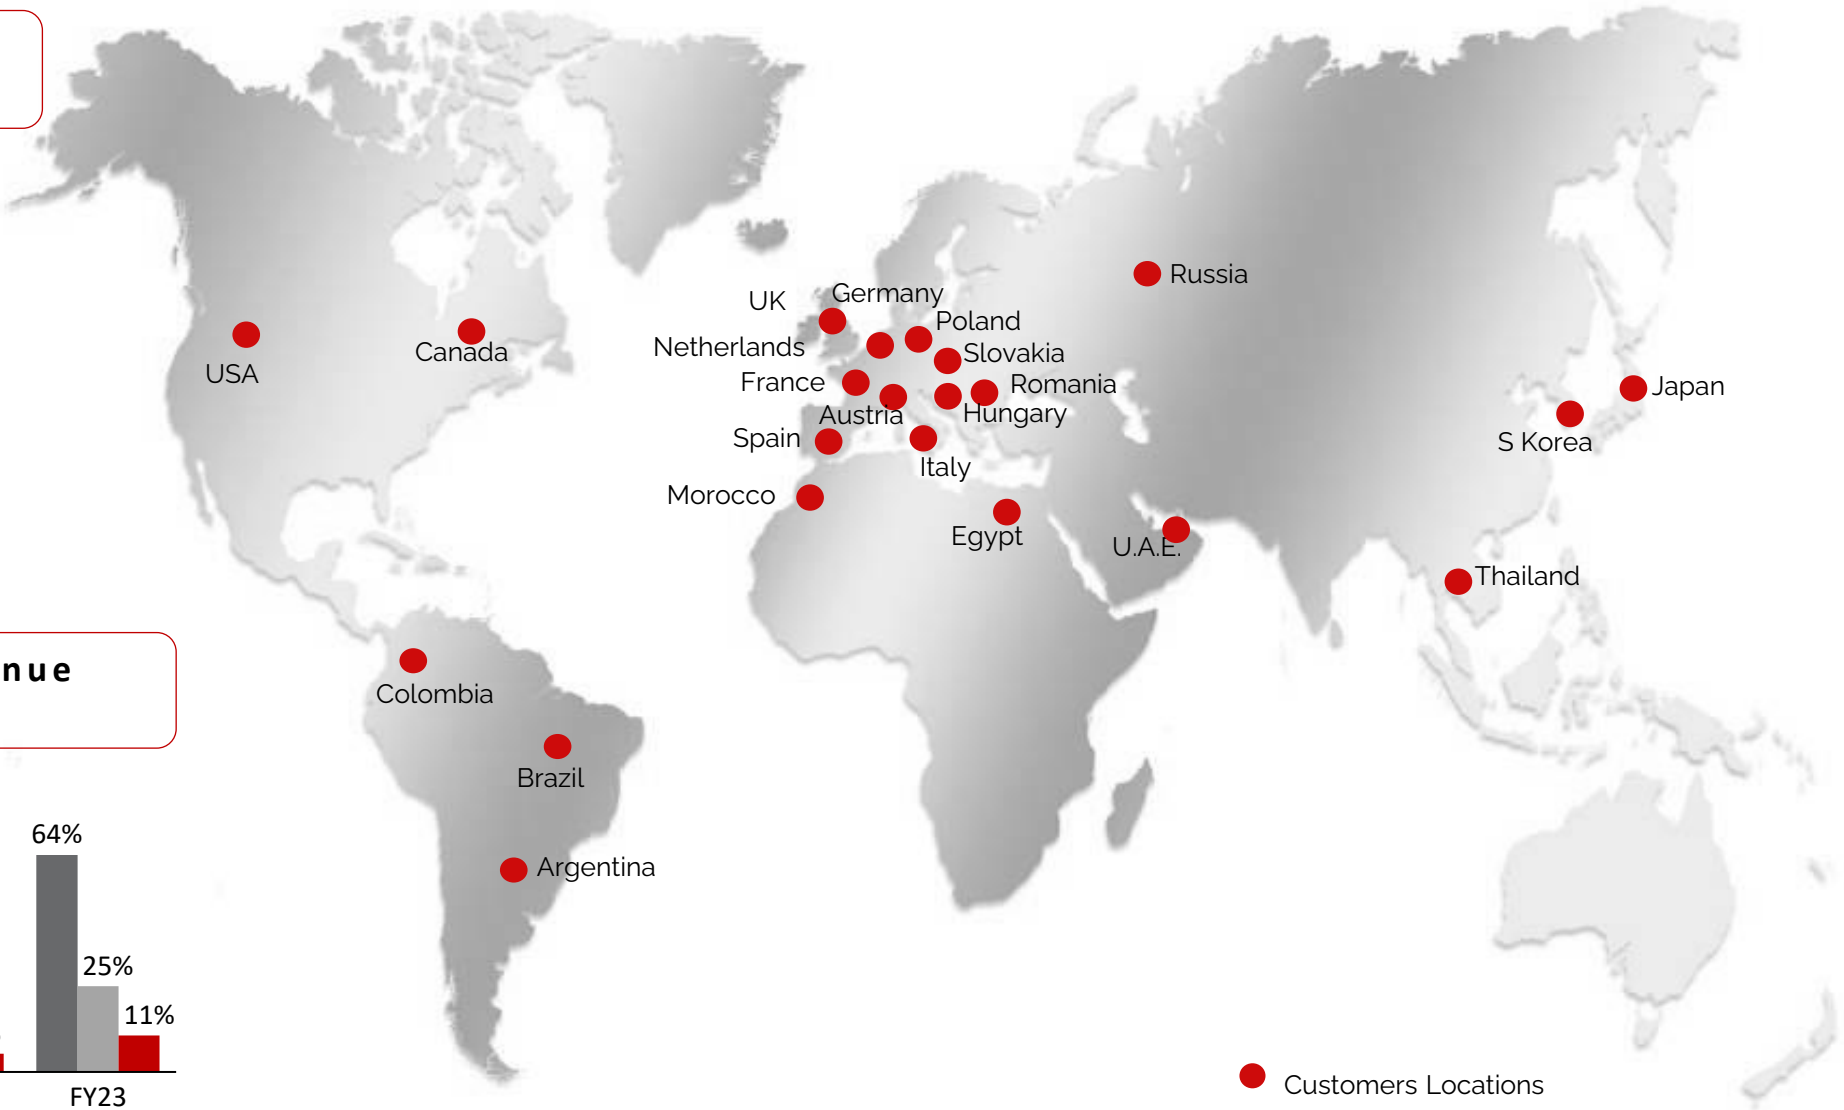 Russia
Germany
UK
Poland
Netherlands
Slovakia
Canada
USA
France
Romania
Japan
Austria
Hungary
Spain
S Korea
Italy
Morocco
Egypt
U.A.E.
Thailand
nue
Colombia
Brazil
64%
Argentina
25%
11%
FY23
Customers Locations